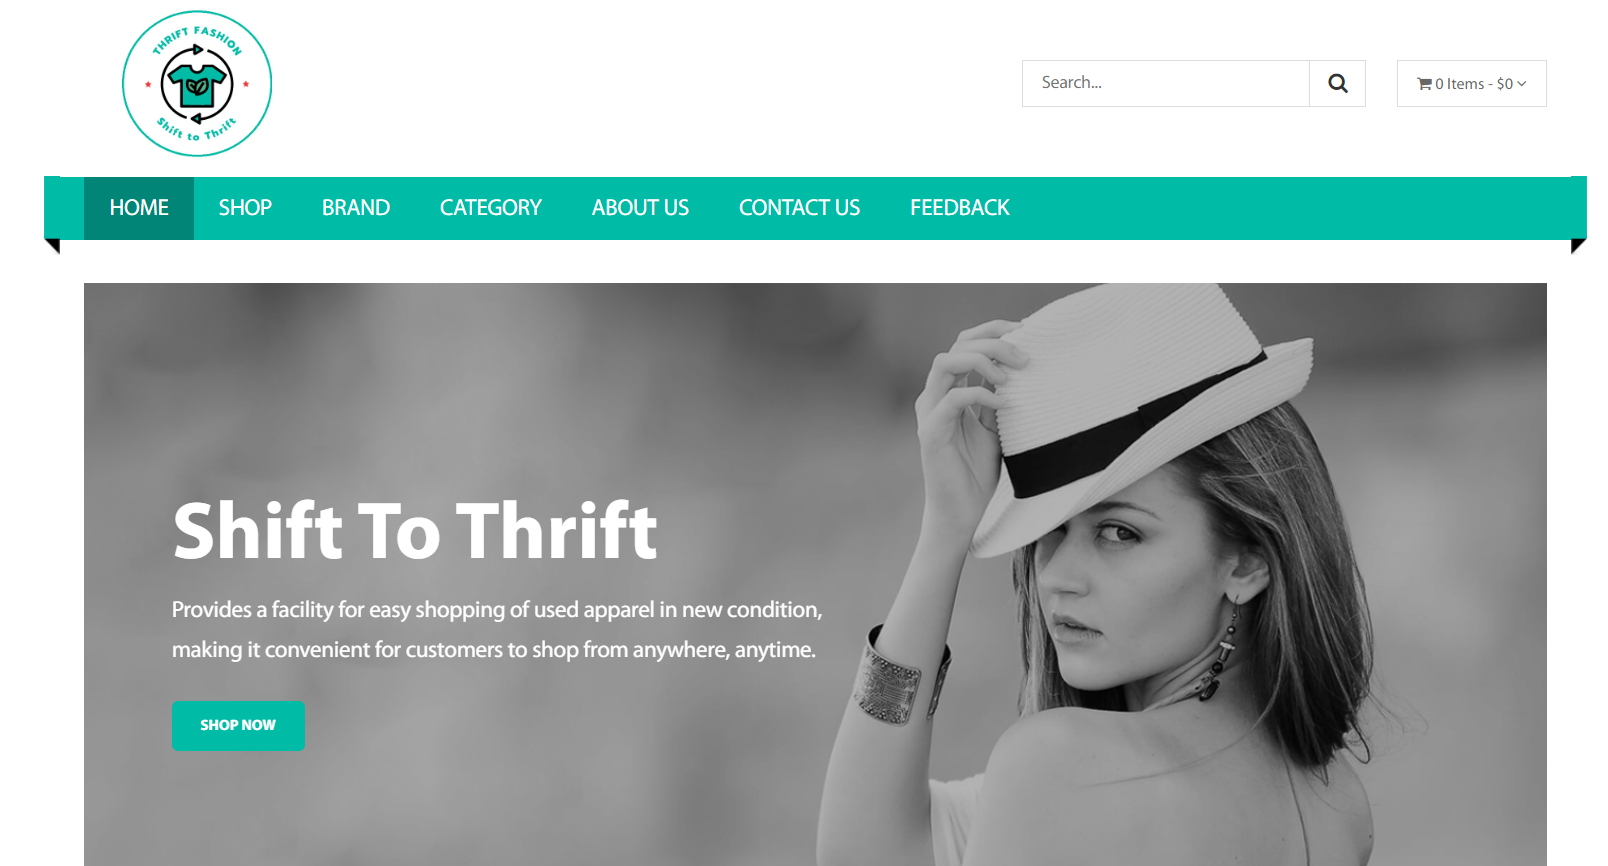 THRIFT FASHION
Shift to Thrift
Search...
0 Items - $0
HOME SHOP BRAND CATEGORY ABOUT US CONTACT US FEEDBACK
Shift To Thrift
Provides a facility for easy shopping of used apparel in new condition,
making it convenient for customers to shop from anywhere, anytime.
SHOP NOW